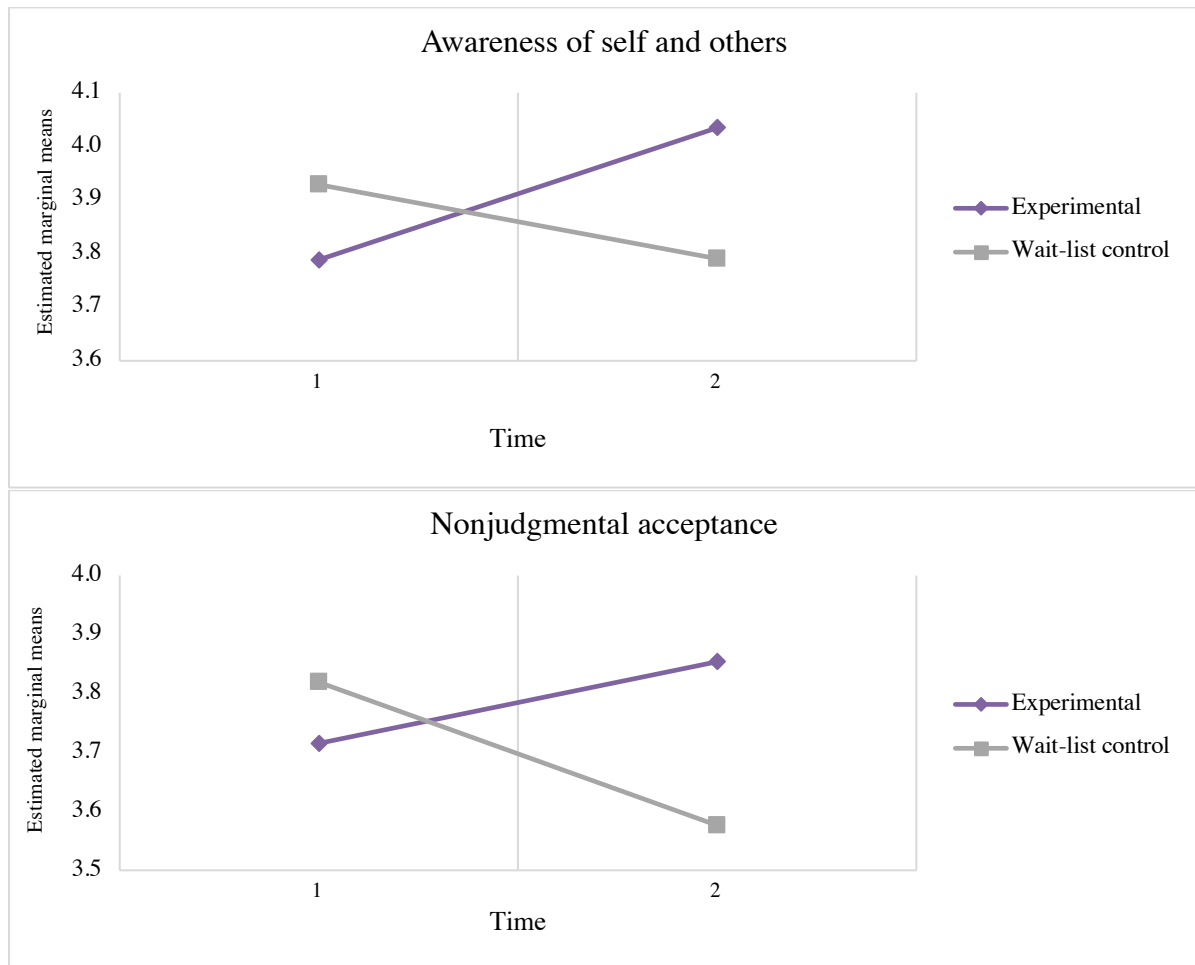 Awareness of self and others
Estimated marginal means
4.1
4.0
3.9
3.8
3.7
3.6
1
2
Time
Experimental
Wait-list control
Nonjudgmental acceptance
Estimated marginal means
4.0
3.9
3.8
3.7
3.6
3.5
1
2
Time
Experimental
Wait-list control